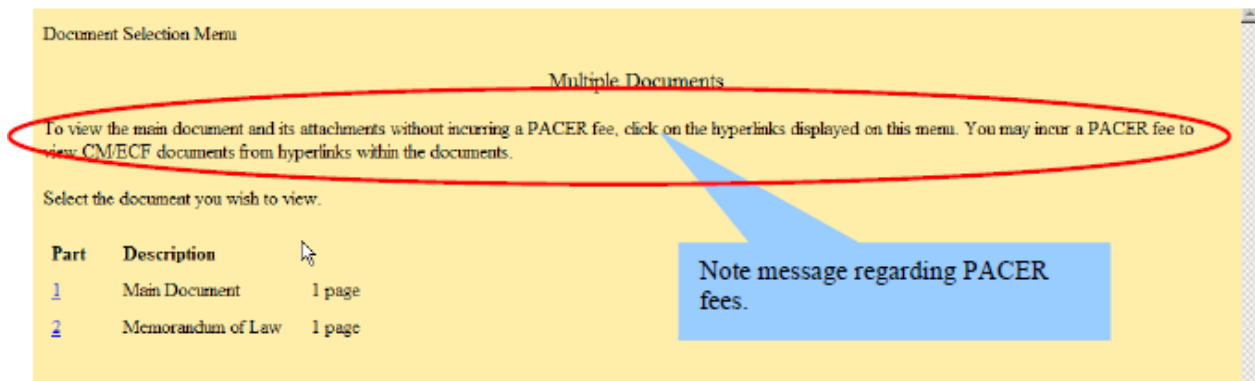 Document Selection Menu
Multiple Documents
To view the main document and its attachments without incurring a PACER fee, click on the hyperlinks displayed on this menu. You may incur a PACER fee to
view CM/ECF documents from hyperlinks within the documents.
Select the document you wish to view.
Part Description
1 Main Document 1 page
2 Memorandum of Law 1 page
Note message regarding PACER
fees.